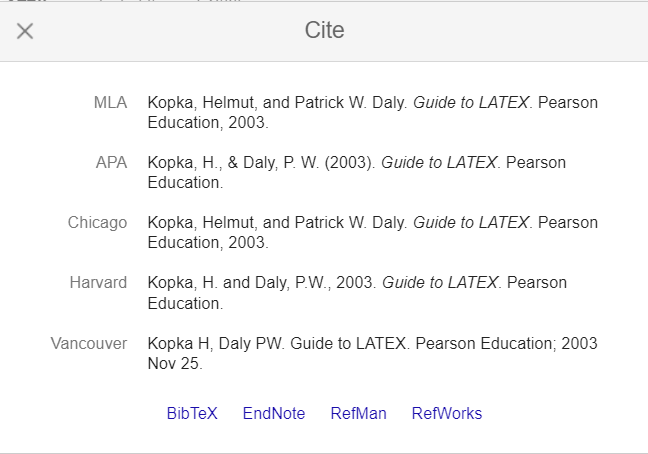 Cite
MLA Kopka, Helmut, and Patrick W. Daly. Guide to LATEX. Pearson
Education, 2003.
APA Kopka, H., & Daly, P. W. (2003). Guide to LATEX. Pearson
Education.
Chicago Kopka, Helmut, and Patrick W. Daly. Guide to LATEX. Pearson
Education, 2003.
Harvard Kopka, H. and Daly, P.W., 2003. Guide to LATEX. Pearson
Education.
Vancouver Kopka H, Daly PW. Guide to LATEX. Pearson Education; 2003
Nov 25.
BibTeX EndNote RefMan RefWorks